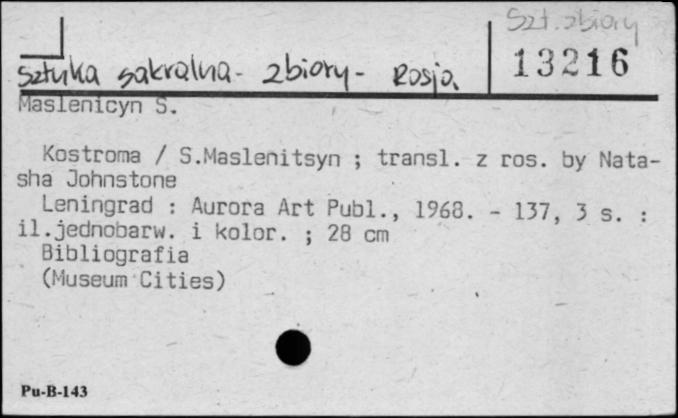 Szt. zbiory
Sztuka sakralna - zbiory - Rosja.
13216
Maslenicyn S.
Kostroma / S.Maslenitsyn ; transl. z ros. by Nata-
sha Johnstone
Leningrad : Aurora Art Publ., 1968. - 137, 3 s. :
il.jednobarw. i kolor. ; 28 cm
Bibliografia
(Museum Cities)
Pu-B-143